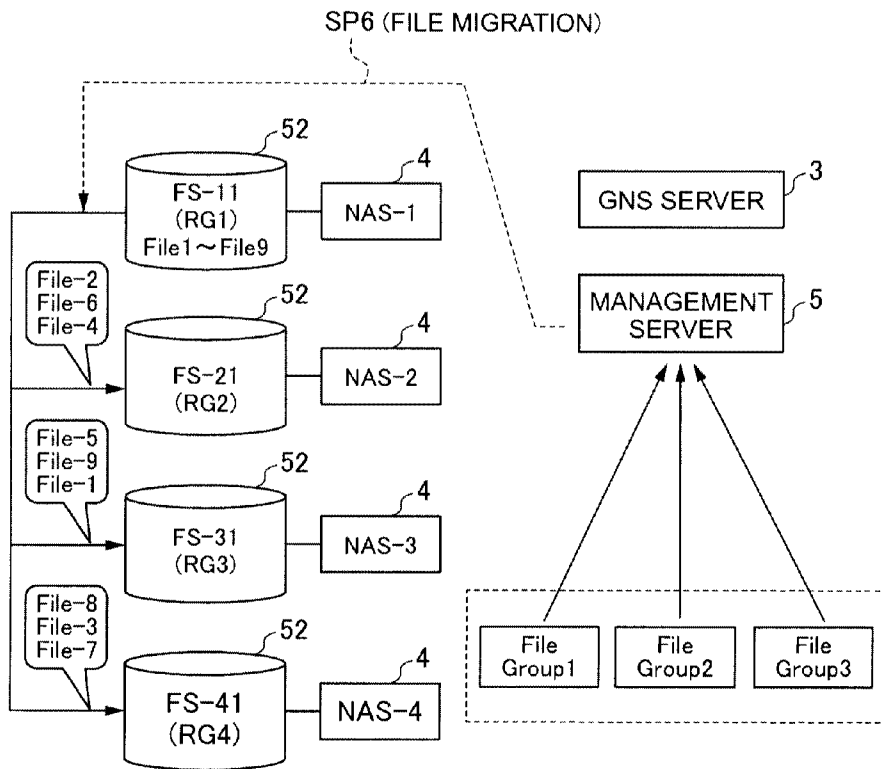 SP6 (FILE MIGRATION)
52
FS-11
(RG1)
File1～File9
4
NAS-1
3
GNS SERVER
File-2
File-6
File-4
52
FS-21
(RG2)
4
NAS-2
MANAGEMENT
SERVER
5
File-5
File-9
File-1
52
FS-31
(RG3)
4
NAS-3
File-8
File-3
File-7
52
FS-41
(RG4)
4
NAS-4
File
Group1
File
Group2
File
Group3